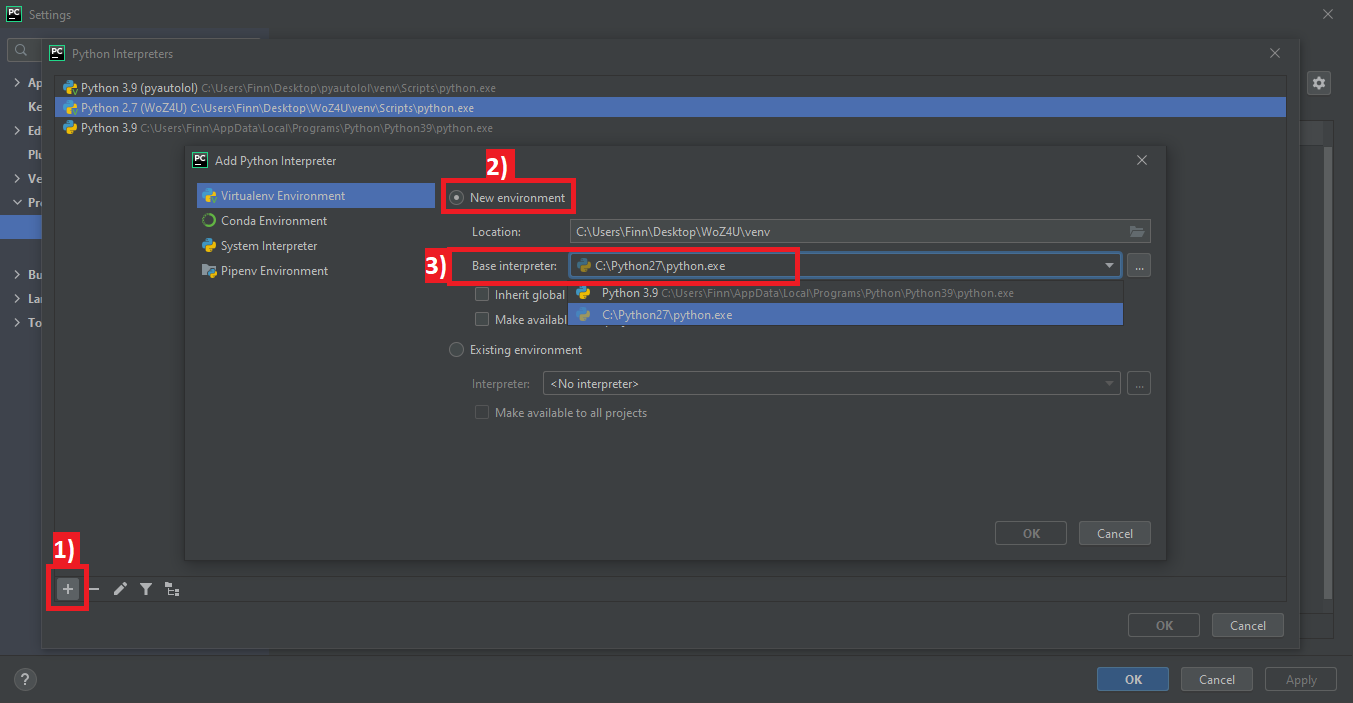 PC Settings
PC Python Interpreters
Ap
Python 3.9 (pyautolol) C:\Users\Finn\Desktop\pyautolol\venv\Scripts\python.exe
Ke
Python 2.7 (WoZ4U) C:\Users\Finn\Desktop\WoZ4U\venv\Scripts\python.exe
Ed
Python 3.9 C:\Users\Finn\AppData\Local\Programs\Python\Python39\python.exe
Plu
Ve
Pro
Bu
La
To
PC Add Python Interpreter
2)
Virtualenv Environment
Conda Environment
System Interpreter
Pipenv Environment
New environment
Location: C:\Users\Finn\Desktop\WoZ4U\venv
3) Base interpreter: C:\Python27\python.exe ...
Inherit global
Python 3.9 C:\Users\Finn\AppData\Local\Programs\Python\Python39\python.exe
Make availabl
C:\Python27\python.exe
Existing environment
Interpreter: <No interpreter> ...
Make available to all projects
OK Cancel
1)
+ −
OK Cancel
? OK Cancel Apply